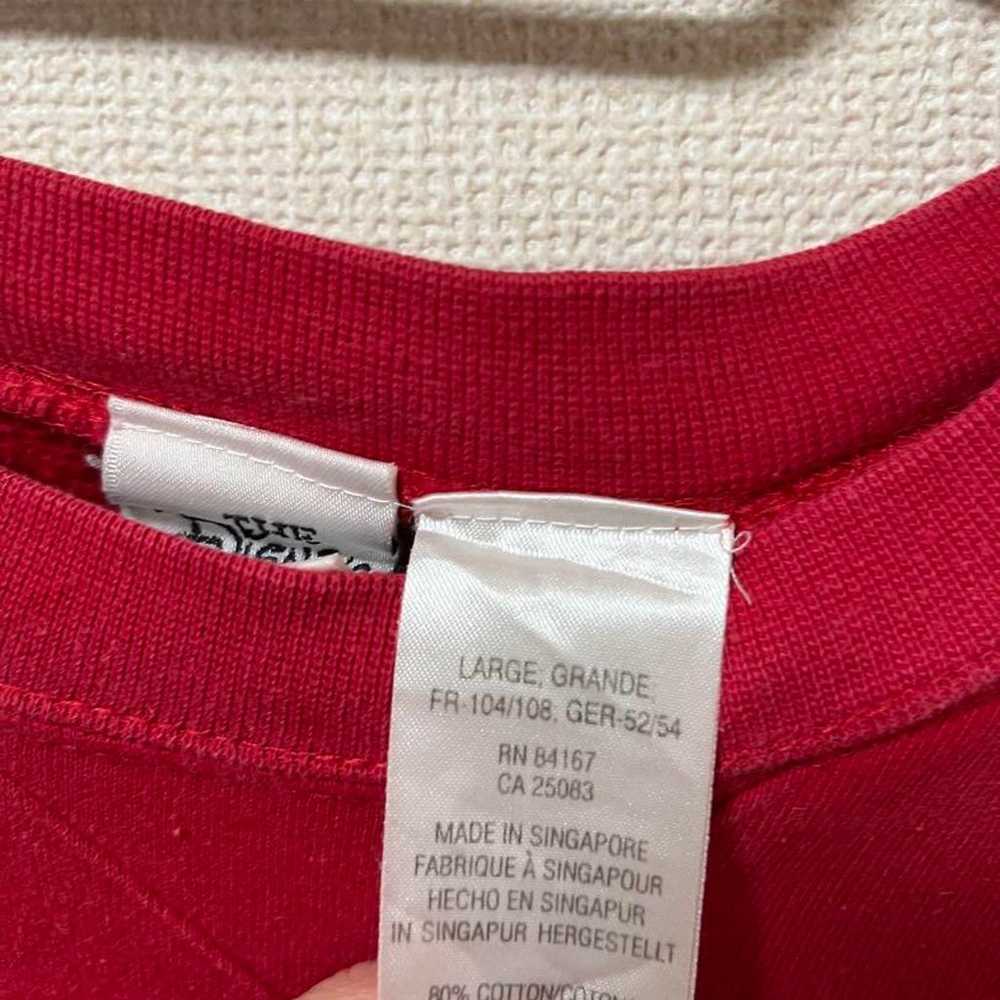 THE
LARGE, GRANDE
FR-104/108, GER-52/54
RN 84167
CA 25083
MADE IN SINGAPORE
FABRIQUE À SINGAPOUR
HECHO EN SINGAPUR
IN SINGAPUR HERGESTELLT
80% COTTON